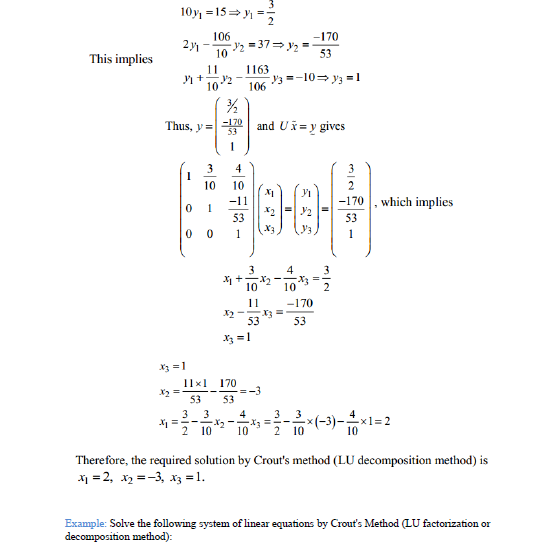 10y₁ = 15 ⇒ y₁ = 3/2
This implies 2y₁ − 106/10 y₂ = 37 ⇒ y₂ = −170/53
y₁ + 11/10 y₂ − 1163/106 y₃ = −10 ⇒ y₃ = 1
Thus, y = (3/2, −170/53, 1) and U x̄ = y gives
(1 3/10 4/10; 0 1 −11/53; 0 0 1) (x₁, x₂, x₃) = (y₁, y₂, y₃) = (3/2, −170/53, 1), which implies
x₁ + 3/10 x₂ − 4/10 x₃ = 3/2
x₂ − 11/53 x₃ = −170/53
x₃ = 1
x₃ = 1
x₂ = 11×1/53 − 170/53 = −3
x₁ = 3/2 − 3/10 x₂ − 4/10 x₃ = 3/2 − 3/10 × (−3) − 4/10 × 1 = 2
Therefore, the required solution by Crout's method (LU decomposition method) is
x₁ = 2, x₂ = −3, x₃ = 1.
Example: Solve the following system of linear equations by Crout's Method (LU factorization or
decomposition method):